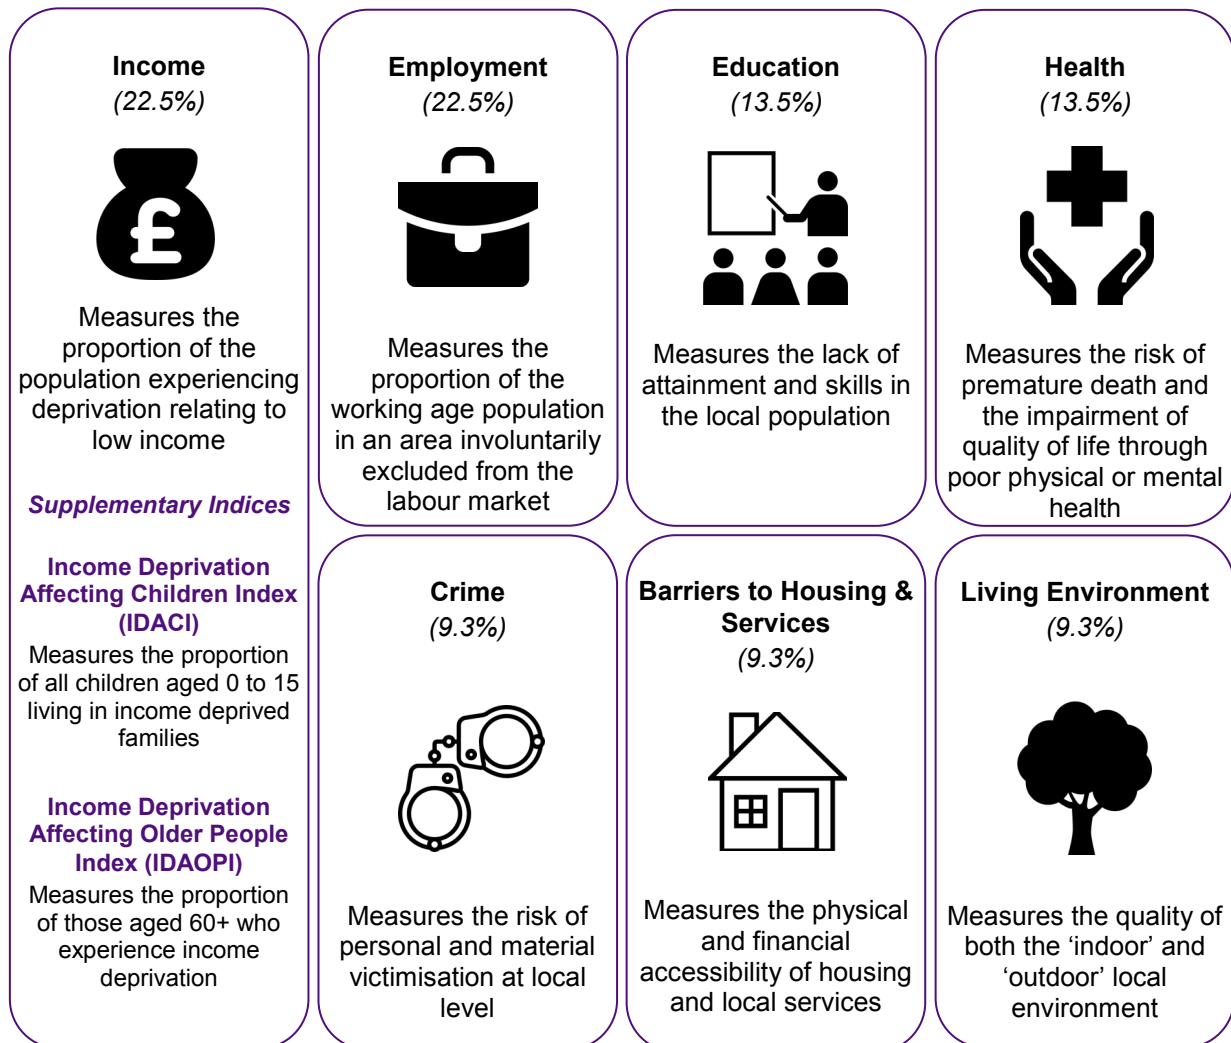 Income
(22.5%)
£
Measures the
proportion of the
population experiencing
deprivation relating to
low income
Supplementary Indices
Income Deprivation
Affecting Children Index
(IDACI)
Measures the proportion
of all children aged 0 to 15
living in income deprived
families
Income Deprivation
Affecting Older People
Index (IDAOPI)
Measures the proportion
of those aged 60+ who
experience income
deprivation
Employment
(22.5%)
Measures the
proportion of the
working age population
in an area involuntarily
excluded from the
labour market
Education
(13.5%)
Measures the lack of
attainment and skills in
the local population
Health
(13.5%)
Measures the risk of
premature death and
the impairment of
quality of life through
poor physical or mental
health
Crime
(9.3%)
Measures the risk of
personal and material
victimisation at local
level
Barriers to Housing &
Services
(9.3%)
Measures the physical
and financial
accessibility of housing
and local services
Living Environment
(9.3%)
Measures the quality of
both the ‘indoor’ and
‘outdoor’ local
environment